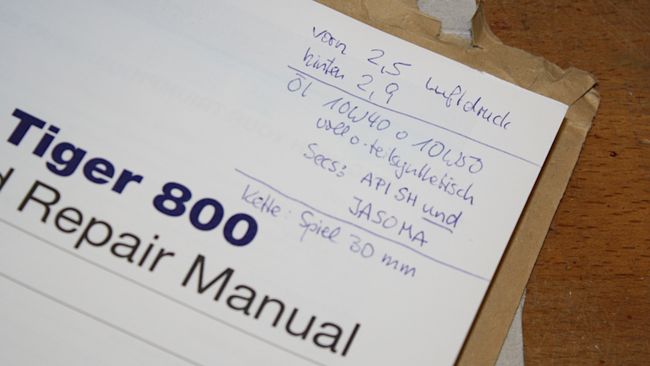 vorn 2,5 Luftdruck
hinten 2,9
Öl 10W40 o 10W50
voll o. teilsynthetisch
Secs: API SH und
JASO MA
Kette: Spiel 30 mm
Tiger 800
d Repair Manual